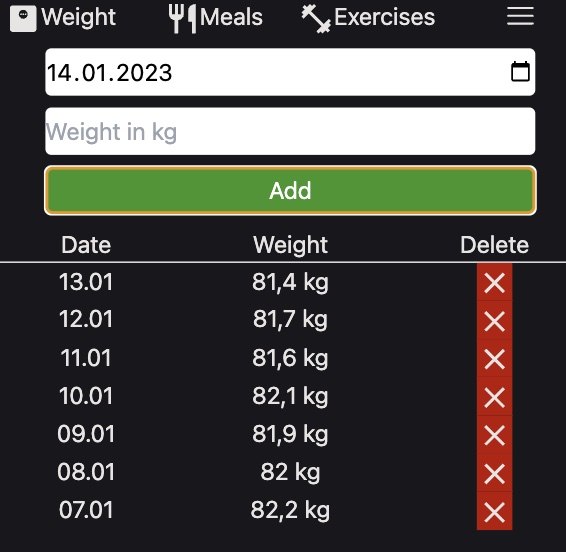 Weight Meals Exercises
14.01.2023
Weight in kg
Add
Date Weight Delete
13.01 81,4 kg
12.01 81,7 kg
11.01 81,6 kg
10.01 82,1 kg
09.01 81,9 kg
08.01 82 kg
07.01 82,2 kg